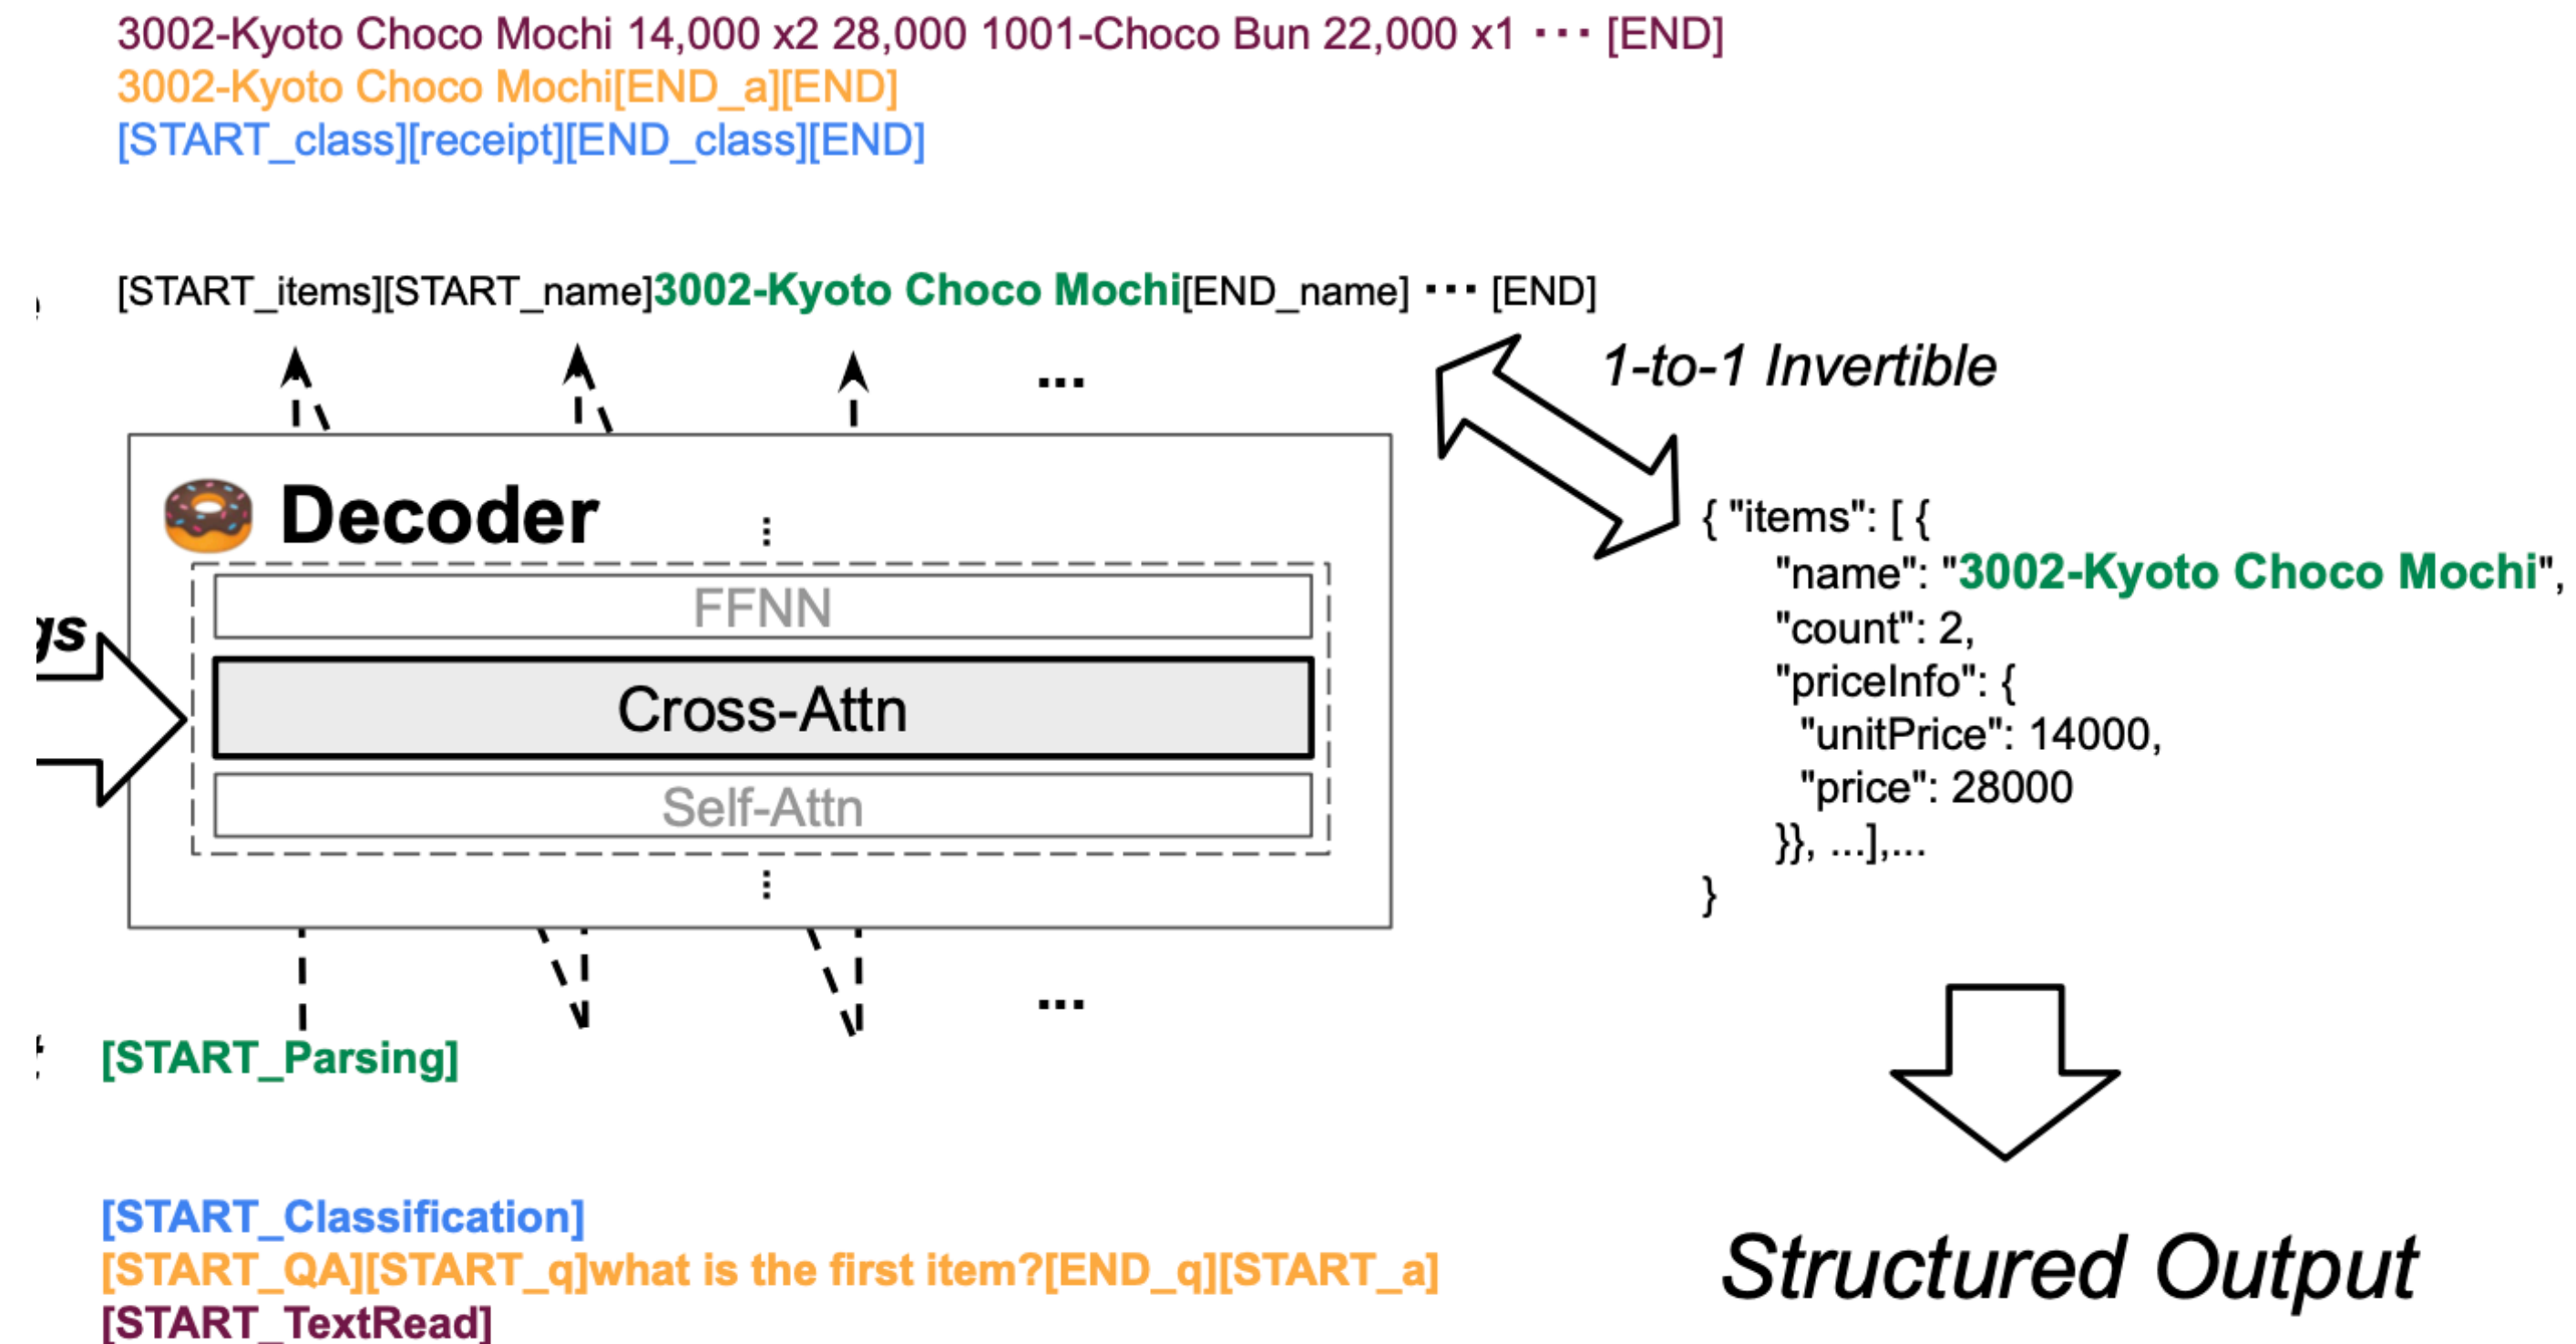 3002-Kyoto Choco Mochi 14,000 x2 28,000 1001-Choco Bun 22,000 x1 ··· [END]
3002-Kyoto Choco Mochi[END_a][END]
[START_class][receipt][END_class][END]
[START_items][START_name]3002-Kyoto Choco Mochi[END_name] ··· [END]
...
1-to-1 Invertible
Decoder
FFNN
Cross-Attn
Self-Attn
gs
{ "items": [ {
"name": "3002-Kyoto Choco Mochi",
"count": 2,
"priceInfo": {
"unitPrice": 14000,
"price": 28000
}}, ...],...
}
...
[START_Parsing]
[START_Classification]
[START_QA][START_q]what is the first item?[END_q][START_a]
[START_TextRead]
Structured Output